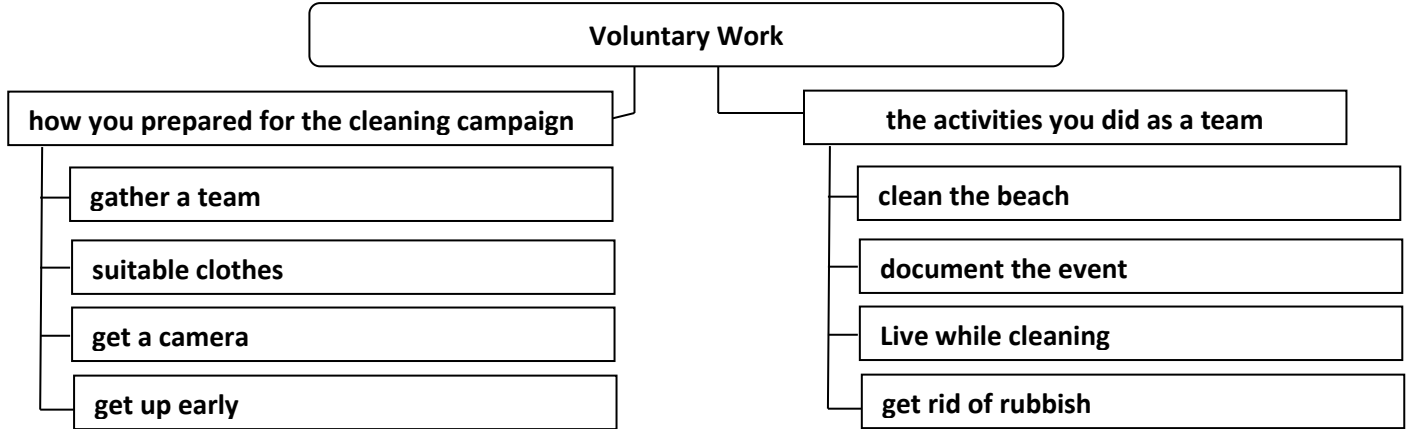 Voluntary Work
how you prepared for the cleaning campaign
gather a team
suitable clothes
get a camera
get up early
the activities you did as a team
clean the beach
document the event
Live while cleaning
get rid of rubbish